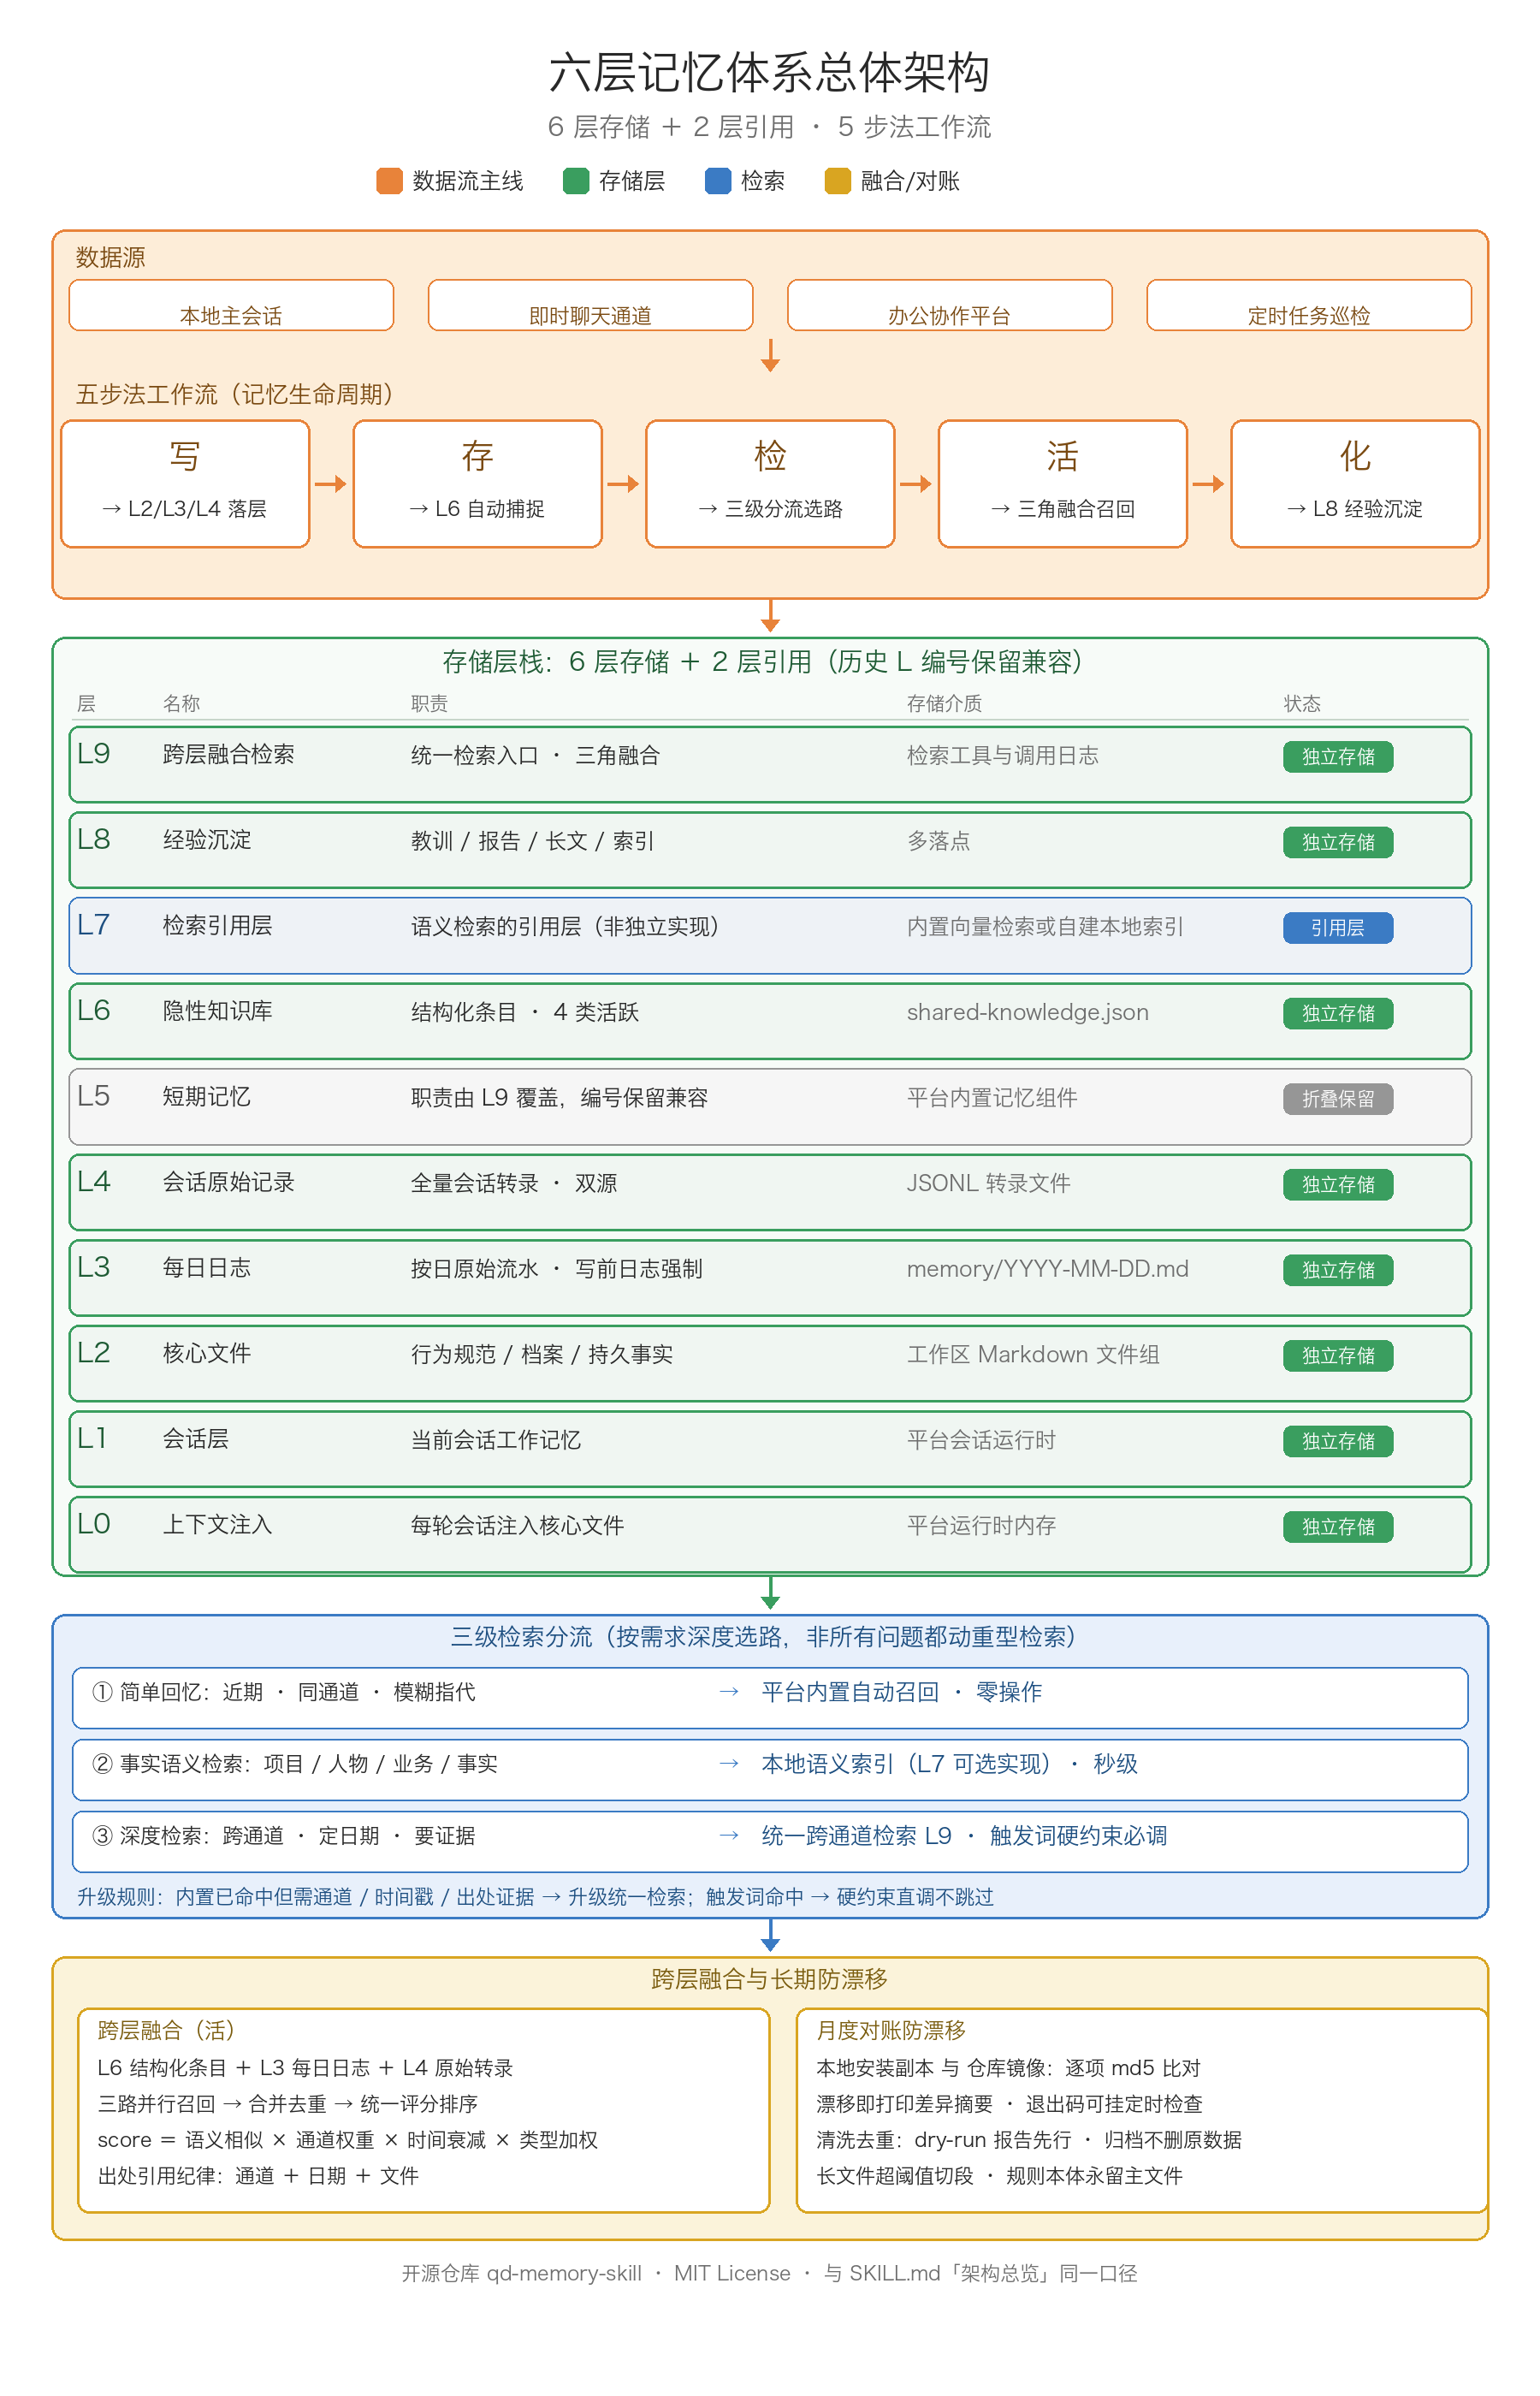 六层记忆体系总体架构
6 层存储 + 2 层引用 · 5 步法工作流
数据流主线 存储层 检索 融合/对账
数据源
本地主会话 即时聊天通道 办公协作平台 定时任务巡检
五步法工作流（记忆生命周期）
写 存 检 活 化
→ L2/L3/L4 落层 → L6 自动捕捉 → 三级分流选路 → 三角融合召回 → L8 经验沉淀
存储层栈：6 层存储 + 2 层引用（历史 L 编号保留兼容）
层 名称 职责 存储介质 状态
L9 跨层融合检索 统一检索入口 · 三角融合 检索工具与调用日志 独立存储
L8 经验沉淀 教训 / 报告 / 长文 / 索引 多落点 独立存储
L7 检索引用层 语义检索的引用层（非独立实现） 内置向量检索或自建本地索引 引用层
L6 隐性知识库 结构化条目 · 4 类活跃 shared-knowledge.json 独立存储
L5 短期记忆 职责由 L9 覆盖，编号保留兼容 平台内置记忆组件 折叠保留
L4 会话原始记录 全量会话转录 · 双源 JSONL 转录文件 独立存储
L3 每日日志 按日原始流水 · 写前日志强制 memory/YYYY-MM-DD.md 独立存储
L2 核心文件 行为规范 / 档案 / 持久事实 工作区 Markdown 文件组 独立存储
L1 会话层 当前会话工作记忆 平台会话运行时 独立存储
L0 上下文注入 每轮会话注入核心文件 平台运行时内存 独立存储
三级检索分流（按需求深度选路，非所有问题都动重型检索）
① 简单回忆：近期 · 同通道 · 模糊指代 → 平台内置自动召回 · 零操作
② 事实语义检索：项目 / 人物 / 业务 / 事实 → 本地语义索引（L7 可选实现） · 秒级
③ 深度检索：跨通道 · 定日期 · 要证据 → 统一跨通道检索 L9 · 触发词硬约束必调
升级规则：内置已命中但需通道 / 时间戳 / 出处证据 → 升级统一检索；触发词命中 → 硬约束直调不跳过
跨层融合与长期防漂移
跨层融合（活）
L6 结构化条目 + L3 每日日志 + L4 原始转录
三路并行召回 → 合并去重 → 统一评分排序
score = 语义相似 × 通道权重 × 时间衰减 × 类型加权
出处引用纪律：通道 + 日期 + 文件
月度对账防漂移
本地安装副本 与 仓库镜像：逐项 md5 比对
漂移即打印差异摘要 · 退出码可挂定时检查
清洗去重：dry-run 报告先行 · 归档不删原数据
长文件超阈值切段 · 规则本体永留主文件
开源仓库 qd-memory-skill · MIT License · 与 SKILL.md「架构总览」同一口径